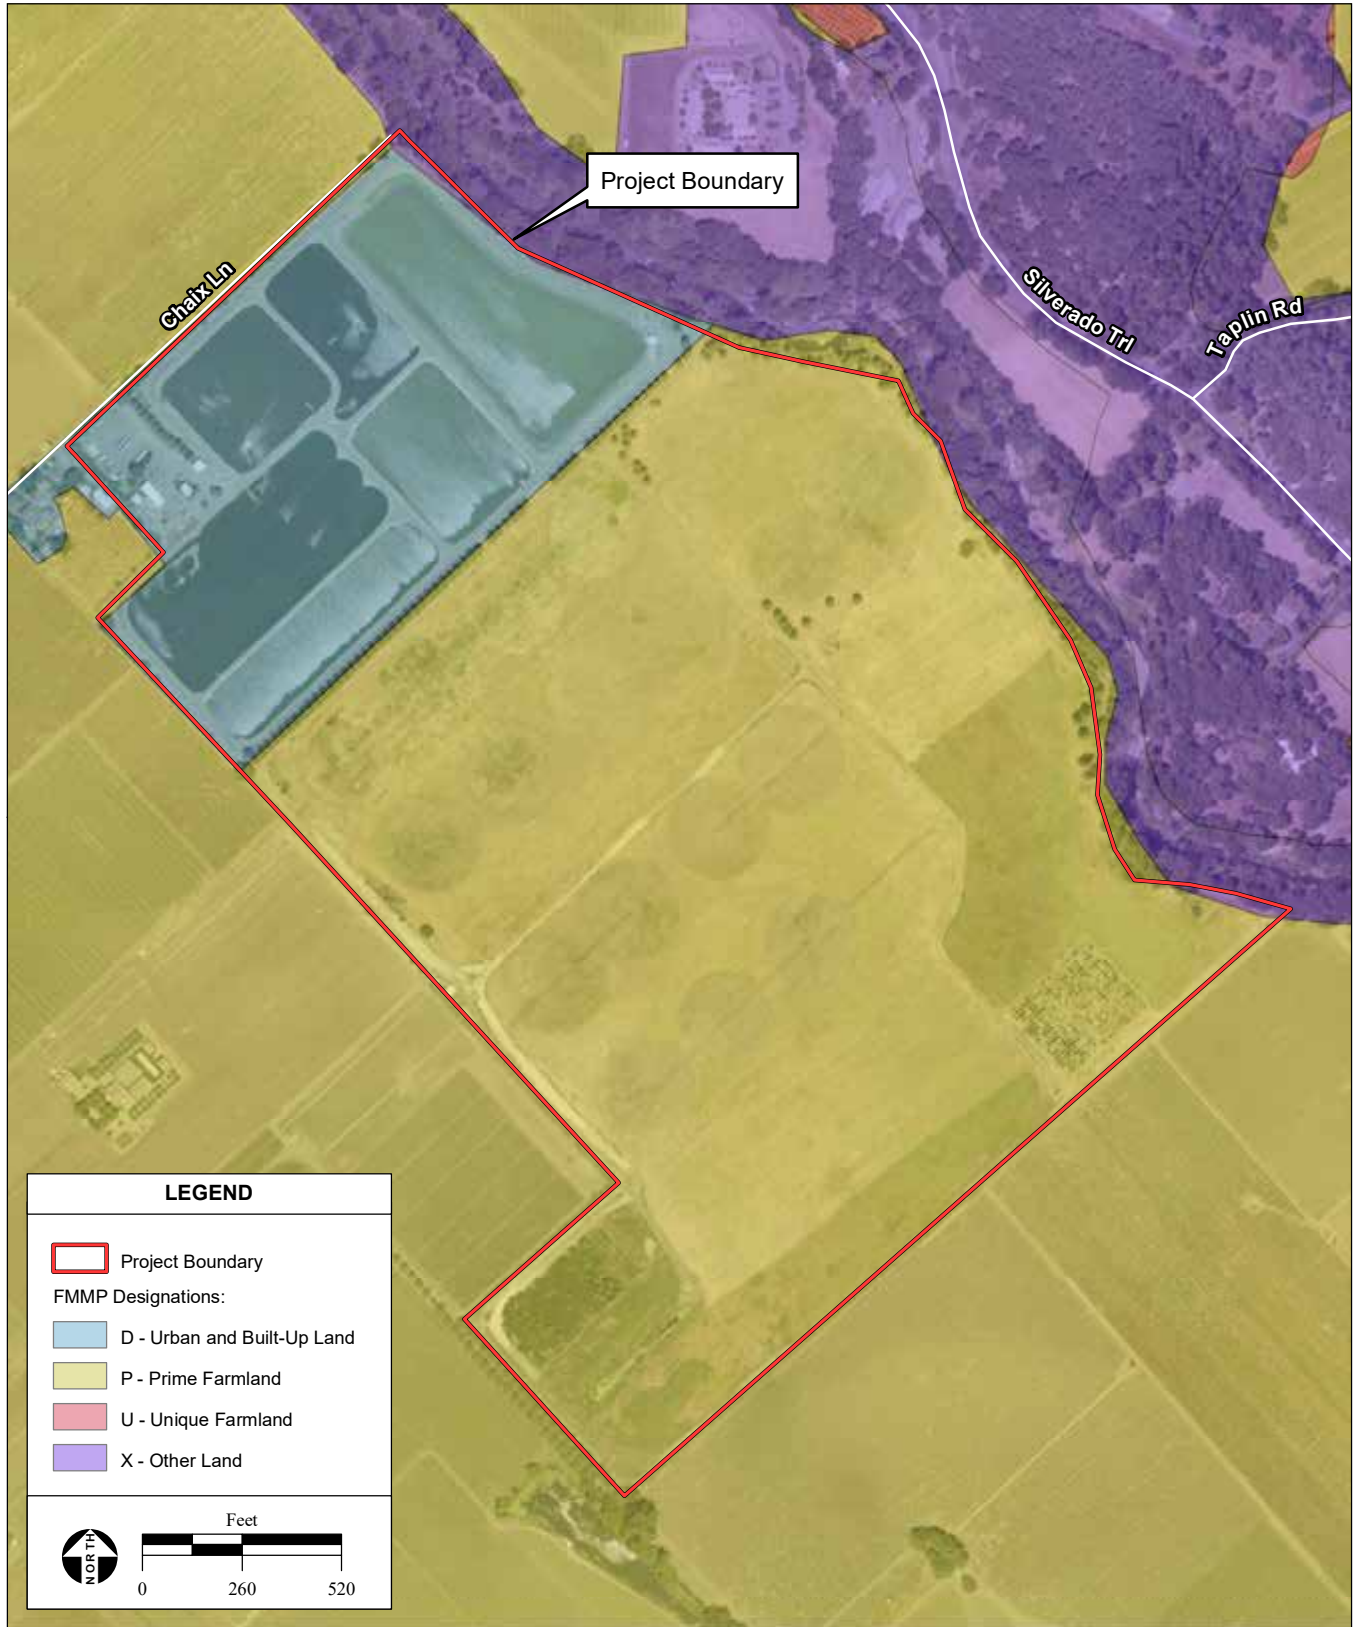 Project Boundary
Chaix Ln
Silverado Trl
Taplin Rd
LEGEND
Project Boundary
FMMP Designations:
D - Urban and Built-Up Land
P - Prime Farmland
U - Unique Farmland
X - Other Land
NORTH
Feet
0 260 520